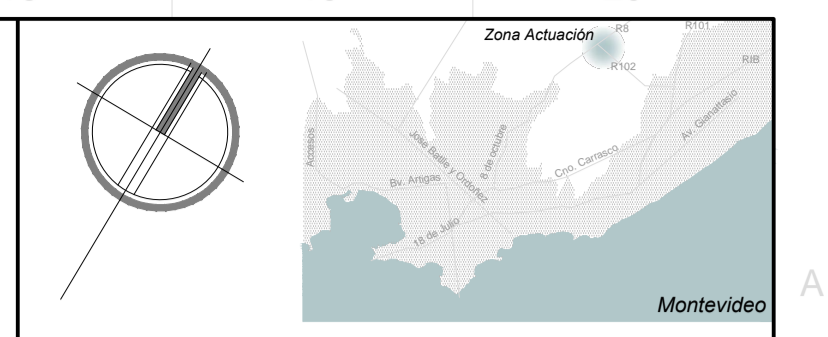 Zona Actuación
R8
R101
R102
RIB
Accesos
Jose Batlle y Ordoñez
8 de octubre
Av. Gianattasio
Cno. Carrasco
Bv. Artigas
18 de Julio
Montevideo
A